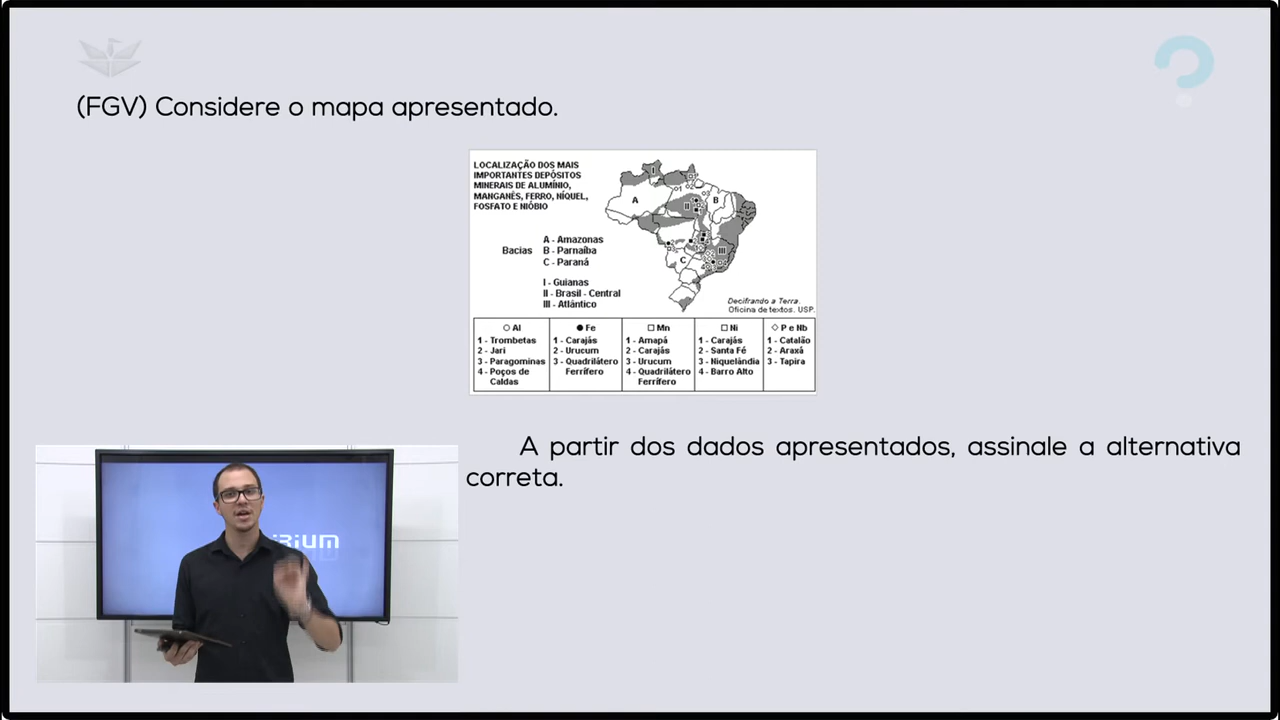 (FGV) Considere o mapa apresentado.
LOCALIZAÇÃO DOS MAIS
IMPORTANTES DEPÓSITOS
MINERAIS DE ALUMÍNIO,
MANGANÊS, FERRO, NÍQUEL,
FOSFATO E NIÓBIO
Bacias
A - Amazonas
B - Parnaíba
C - Paraná
I - Guianas
II - Brasil - Central
III - Atlântico
I
A
II
B
III
C
Decifrando a Terra.
Oficina de textos. USP.
Al
1 - Trombetas
2 - Jari
3 - Paragominas
4 - Poços de
Caldas
Fe
1 - Carajás
2 - Urucum
3 - Quadrilátero
Ferrífero
Mn
1 - Amapá
2 - Carajás
3 - Urucum
4 - Quadrilátero
Ferrífero
Ni
1 - Carajás
2 - Santa Fé
3 - Niquelândia
4 - Barro Alto
P e Nb
1 - Catalão
2 - Araxá
3 - Tapira
A partir dos dados apresentados, assinale a alternativa
correta.